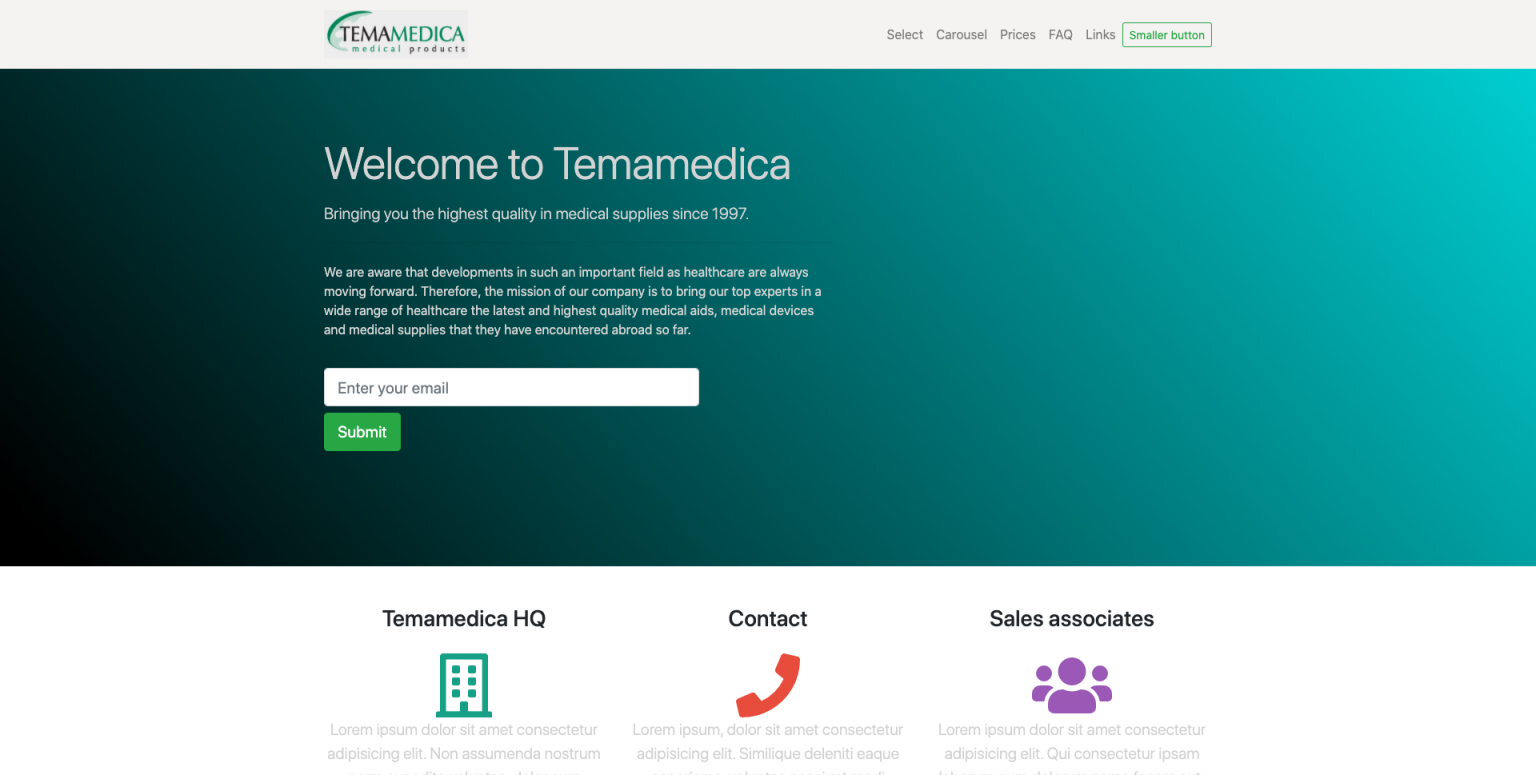 TEMAMEDICA
medical products
Select Carousel Prices FAQ Links Smaller button
Welcome to Temamedica
Bringing you the highest quality in medical supplies since 1997.
We are aware that developments in such an important field as healthcare are always
moving forward. Therefore, the mission of our company is to bring our top experts in a
wide range of healthcare the latest and highest quality medical aids, medical devices
and medical supplies that they have encountered abroad so far.
Enter your email
Submit
Temamedica HQ
Lorem ipsum dolor sit amet consectetur
adipisicing elit. Non assumenda nostrum
Contact
Lorem ipsum, dolor sit amet consectetur
adipisicing elit. Similique deleniti eaque
Sales associates
Lorem ipsum dolor sit amet consectetur
adipisicing elit. Qui consectetur ipsam